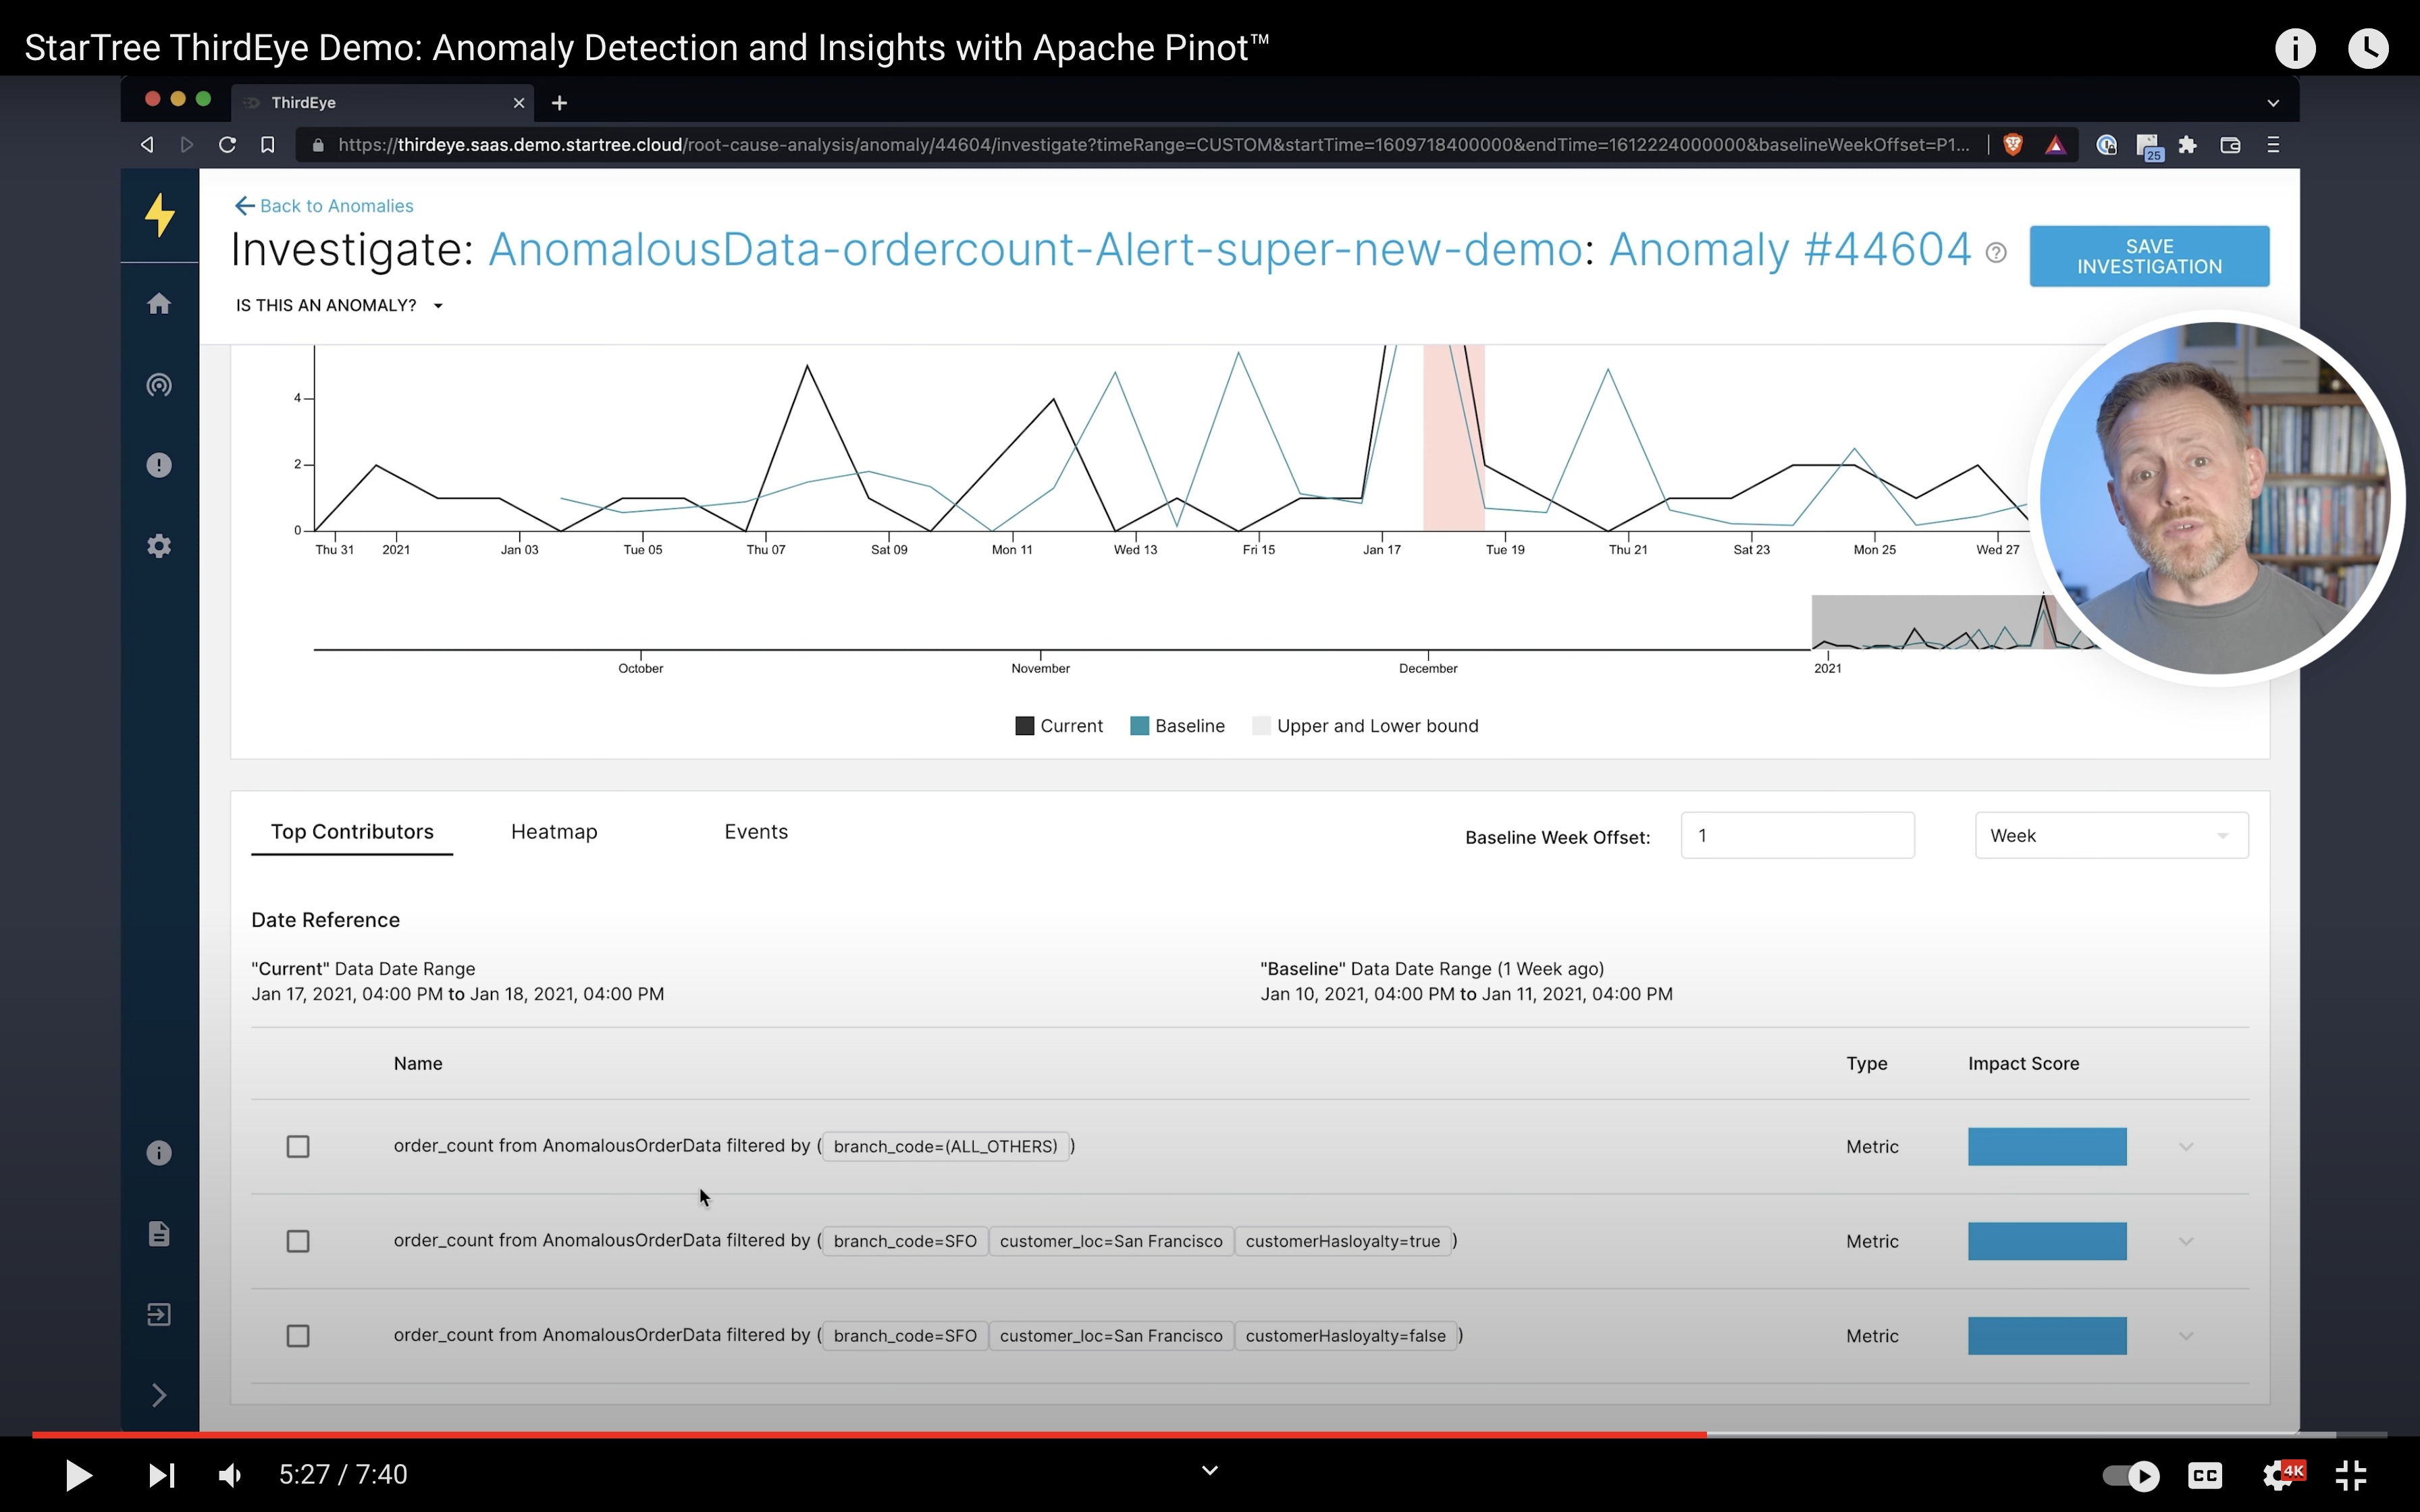 StarTree ThirdEye Demo: Anomaly Detection and Insights with Apache Pinot™
ThirdEye
https://thirdeye.saas.demo.startree.cloud/root-cause-analysis/anomaly/44604/investigate?timeRange=CUSTOM&startTime=1609718400000&endTime=1612224000000&baselineWeekOffset=P1...
25
Back to Anomalies
Investigate: AnomalousData-ordercount-Alert-super-new-demo: Anomaly #44604
SAVE
INVESTIGATION
IS THIS AN ANOMALY?
4
2
0
Thu 31 2021 Jan 03 Tue 05 Thu 07 Sat 09 Mon 11 Wed 13 Fri 15 Jan 17 Tue 19 Thu 21 Sat 23 Mon 25 Wed 27
October November December 2021
Current Baseline Upper and Lower bound
Top Contributors Heatmap Events Baseline Week Offset: 1 Week
Date Reference
"Current" Data Date Range
Jan 17, 2021, 04:00 PM to Jan 18, 2021, 04:00 PM
"Baseline" Data Date Range (1 Week ago)
Jan 10, 2021, 04:00 PM to Jan 11, 2021, 04:00 PM
Name Type Impact Score
order_count from AnomalousOrderData filtered by ( branch_code=(ALL_OTHERS) ) Metric
order_count from AnomalousOrderData filtered by ( branch_code=SFO customer_loc=San Francisco customerHasloyalty=true ) Metric
order_count from AnomalousOrderData filtered by ( branch_code=SFO customer_loc=San Francisco customerHasloyalty=false ) Metric
5:27 / 7:40
CC
4K